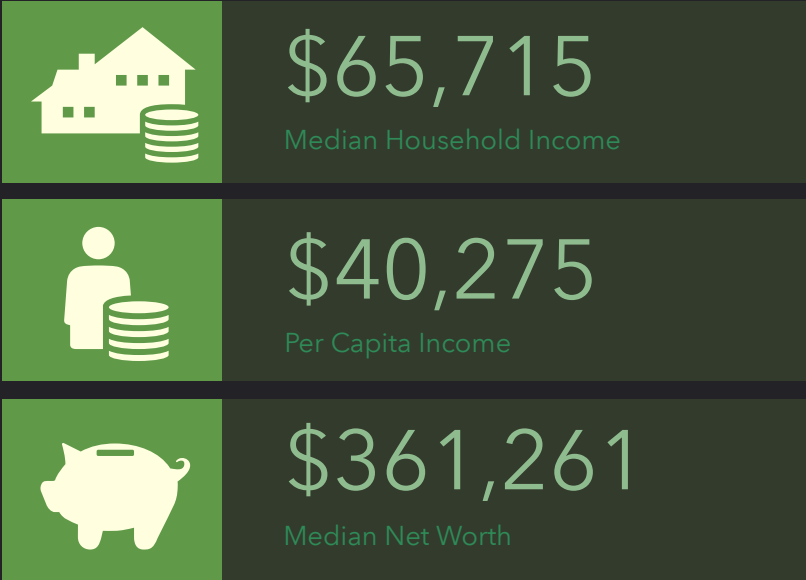 $65,715
Median Household Income
$40,275
Per Capita Income
$361,261
Median Net Worth